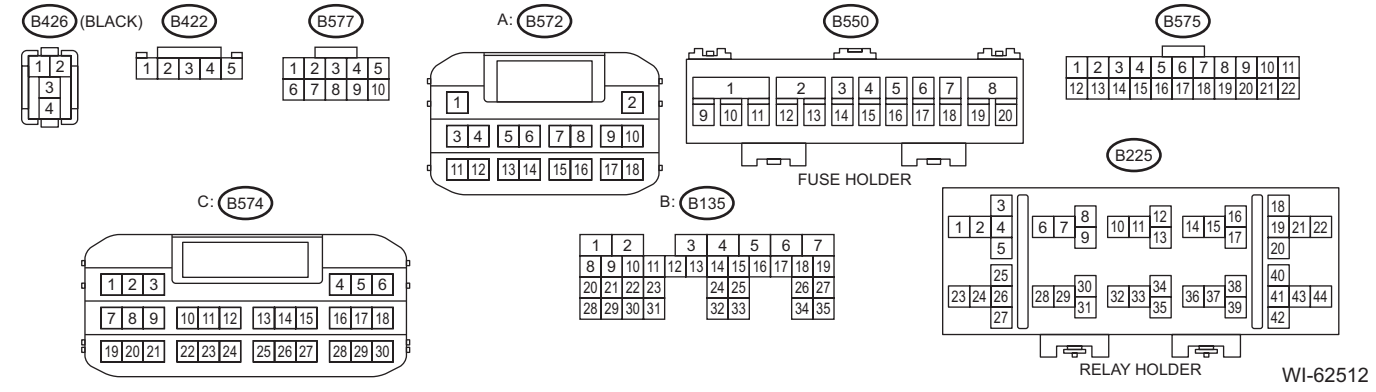 B426 (BLACK)
1 2
3
4
B422
1 2 3 4 5
B577
1 2 3 4 5
6 7 8 9 10
A: B572
1 2
3 4 5 6 7 8 9 10
11 12 13 14 15 16 17 18
B550
1 2 3 4 5 6 7 8
9 10 11 12 13 14 15 16 17 18 19 20
FUSE HOLDER
B575
1 2 3 4 5 6 7 8 9 10 11
12 13 14 15 16 17 18 19 20 21 22
C: B574
1 2 3 4 5 6
7 8 9 10 11 12 13 14 15 16 17 18
19 20 21 22 23 24 25 26 27 28 29 30
B: B135
1 2 3 4 5 6 7
8 9 10 11 12 13 14 15 16 17 18 19
20 21 22 23 24 25 26 27
28 29 30 31 32 33 34 35
B225
3 8 12 16 18
1 2 4 6 7 10 11 14 15 19 21 22
5 9 13 17 20
25 30 34 38 40
23 24 26 28 29 32 33 36 37 41 43 44
27 31 35 39 42
RELAY HOLDER
WI-62512